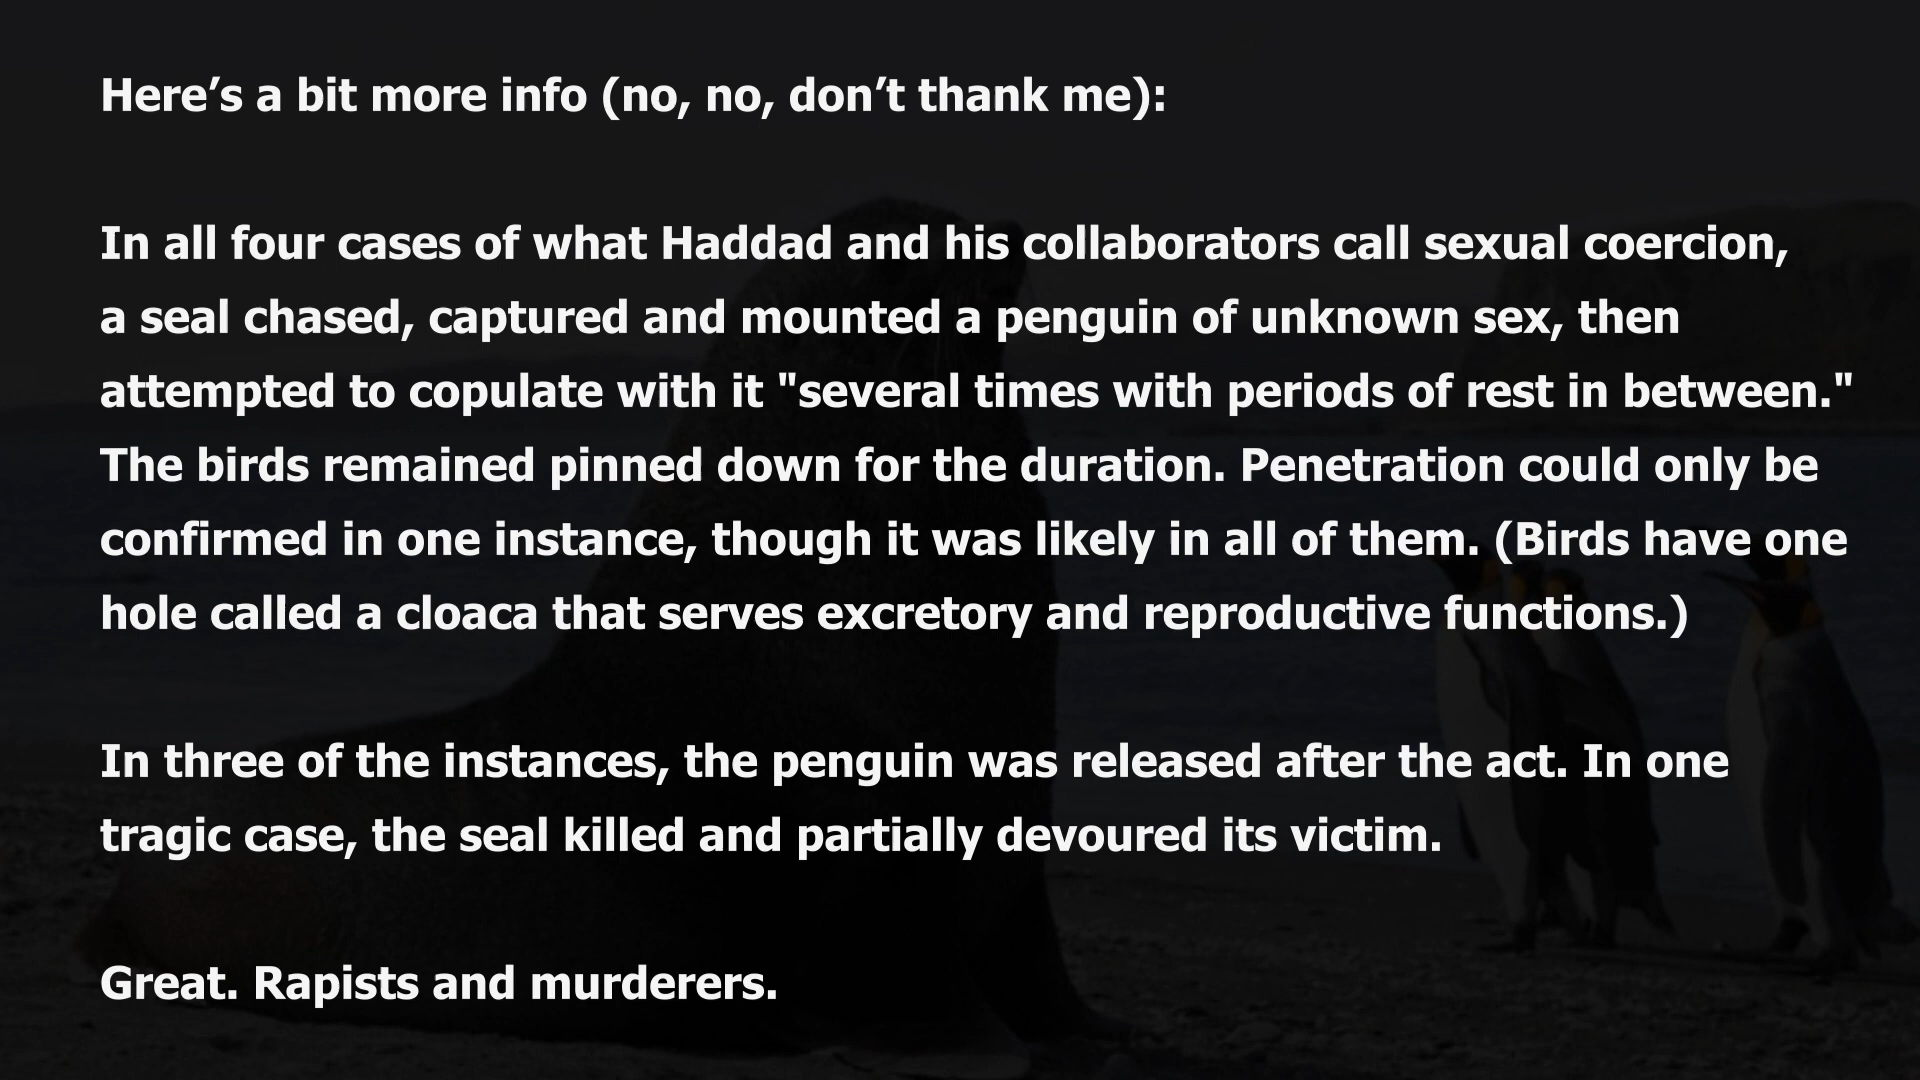 Here’s a bit more info (no, no, don’t thank me):
In all four cases of what Haddad and his collaborators call sexual coercion,
a seal chased, captured and mounted a penguin of unknown sex, then
attempted to copulate with it "several times with periods of rest in between."
The birds remained pinned down for the duration. Penetration could only be
confirmed in one instance, though it was likely in all of them. (Birds have one
hole called a cloaca that serves excretory and reproductive functions.)
In three of the instances, the penguin was released after the act. In one
tragic case, the seal killed and partially devoured its victim.
Great. Rapists and murderers.